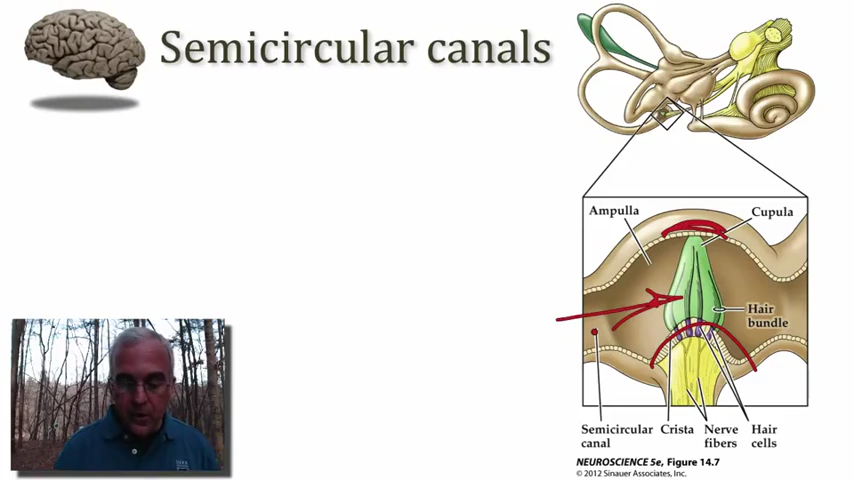 Semicircular canals
Ampulla
Cupula
Hair
bundle
Semicircular
canal
Crista
Nerve
fibers
Hair
cells
NEUROSCIENCE 5e, Figure 14.7
© 2012 Sinauer Associates, Inc.